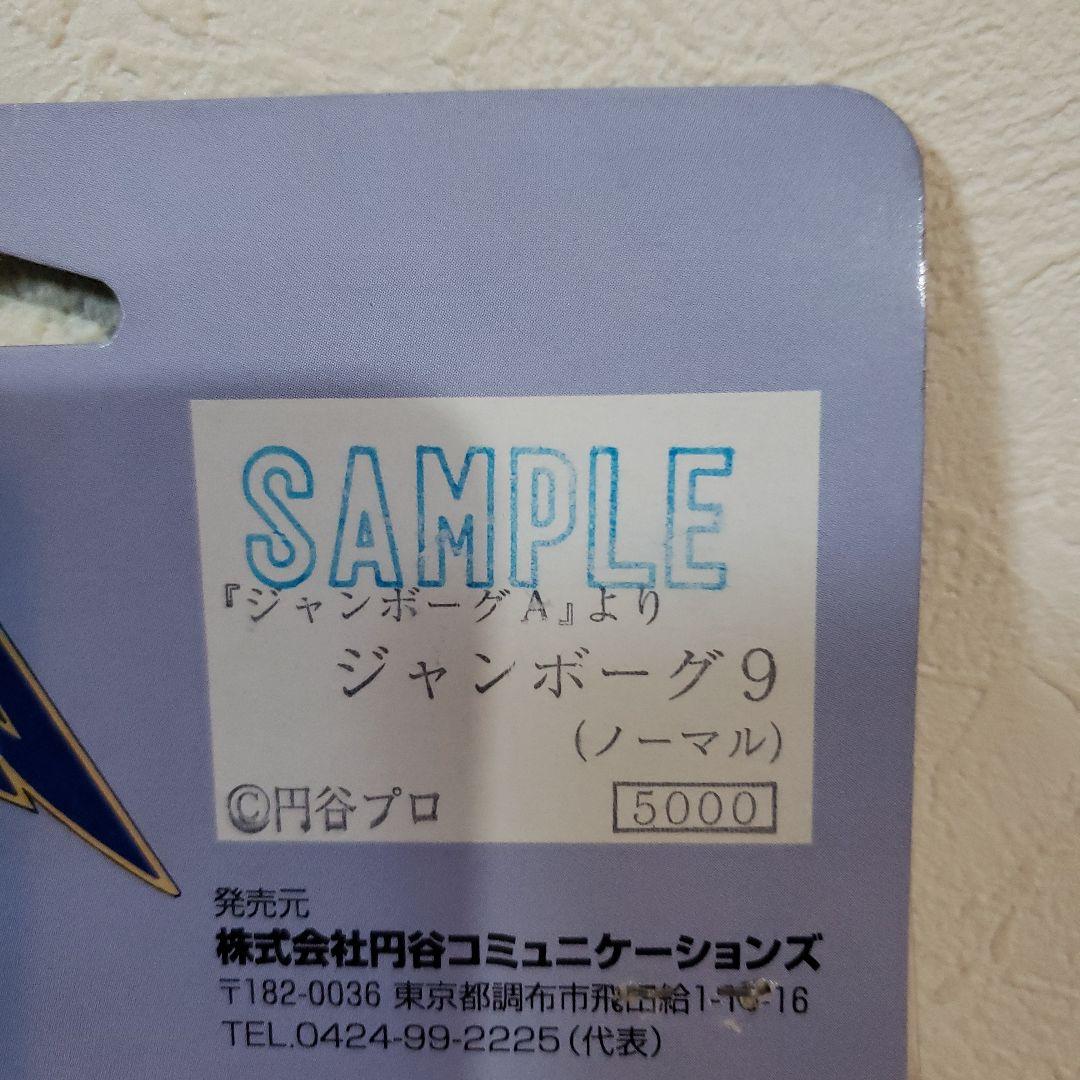 SAMPLE
『ジャンボーグA』より
ジャンボーグ9
(ノーマル)
©円谷プロ
5000
発売元
株式会社円谷コミュニケーションズ
〒182-0036 東京都調布市飛田給1-16-16
TEL.0424-99-2225(代表)